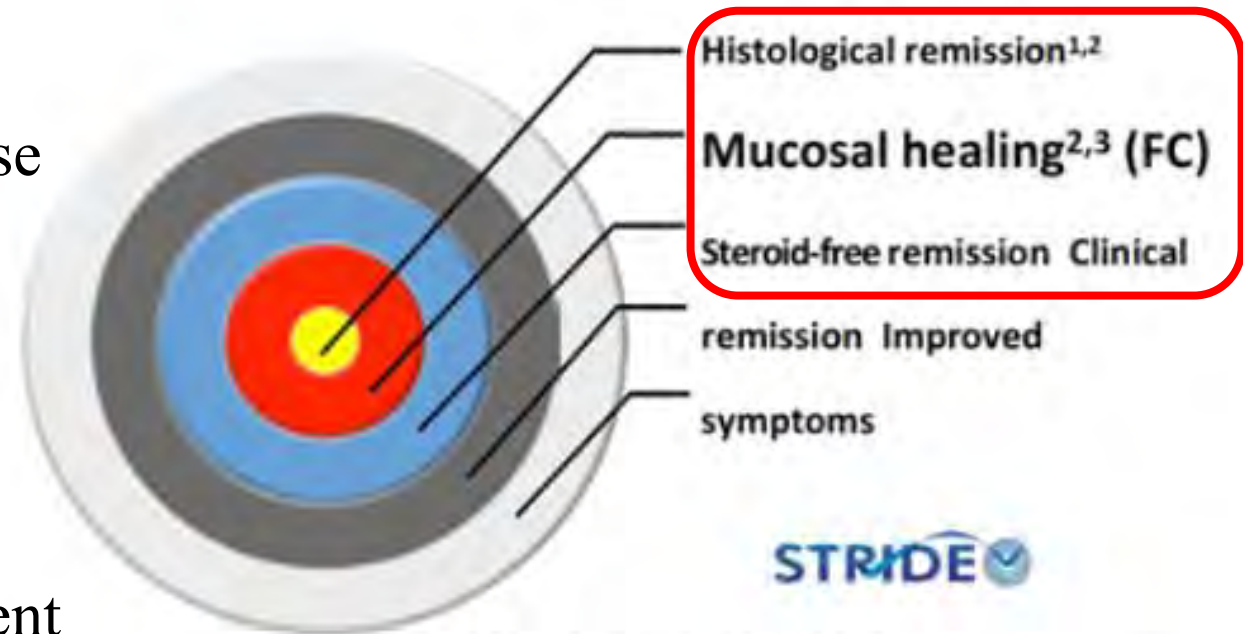 Histological remission1,2
se
Mucosal healing2,3 (FC)
Steroid-free remission Clinical
remission Improved
symptoms
STRIDE
ent